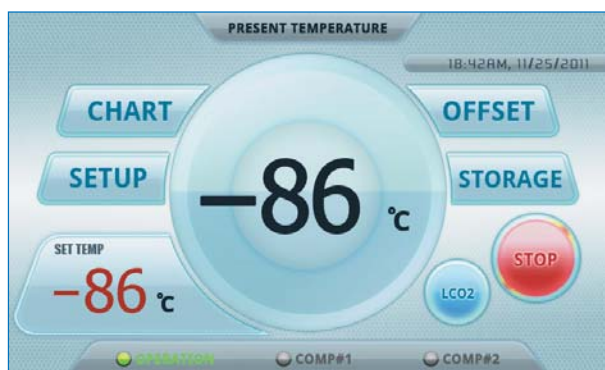 PRESENT TEMPERATURE
18:42AM, 11/25/2011
CHART
OFFSET
SETUP
STORAGE
-86 °C
SET TEMP
-86 °C
STOP
LCO2
OPERATION
COMP#1
COMP#2